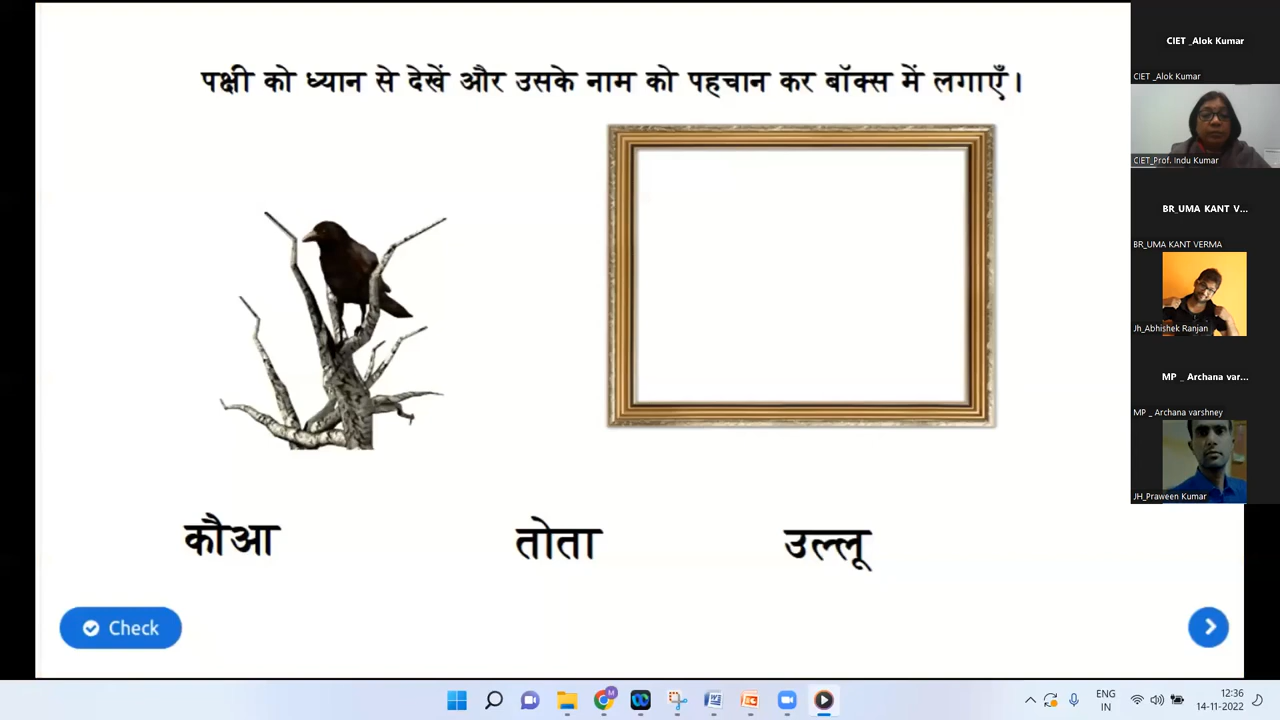 पक्षी को ध्यान से देखें और उसके नाम को पहचान कर बॉक्स में लगाएँ।
कौआ
तोता
उल्लू
Check
CIET _Alok Kumar
CIET _Alok Kumar
CIET_Prof. Indu Kumar
BR_UMA KANT V...
BR_UMA KANT VERMA
Jh_Abhishek Ranjan
MP _ Archana var...
MP _ Archana varshney
JH_Praween Kumar
ENG
IN
12:36
14-11-2022